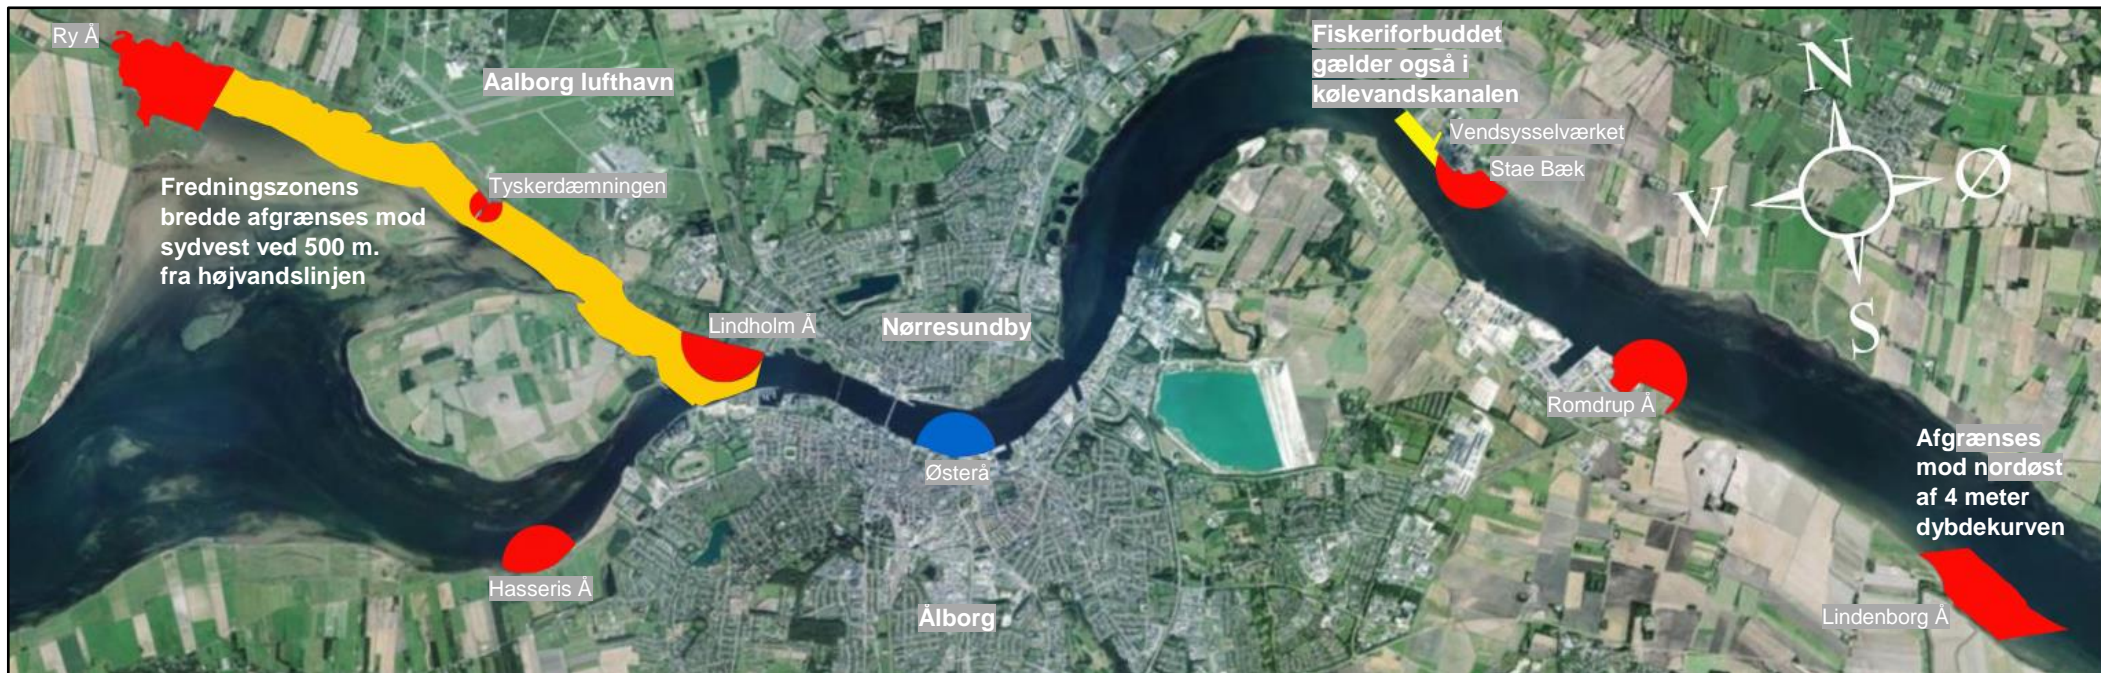 Ry Å
Aalborg lufthavn
Fiskeriforbuddet
gælder også i
kølevandskanalen
Vendsysselværket
Stae Bæk
Tyskerdæmningen
Fredningszonens
bredde afgrænses mod
sydvest ved 500 m.
fra højvandslinjen
N
V
Ø
S
Lindholm Å
Nørresundby
Romdrup Å
Østerå
Afgrænses
mod nordøst
af 4 meter
dybdekurven
Hasseris Å
Ålborg
Lindenborg Å